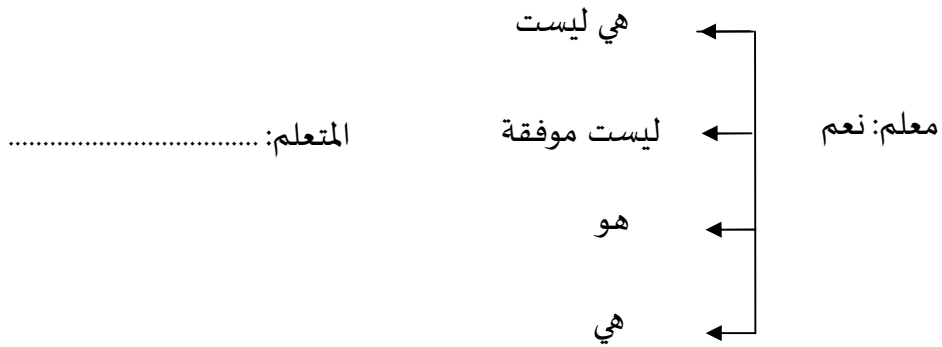 هي ليست
معلم: نعم
ليست موفقة
المتعلم: .................................
هو
هي